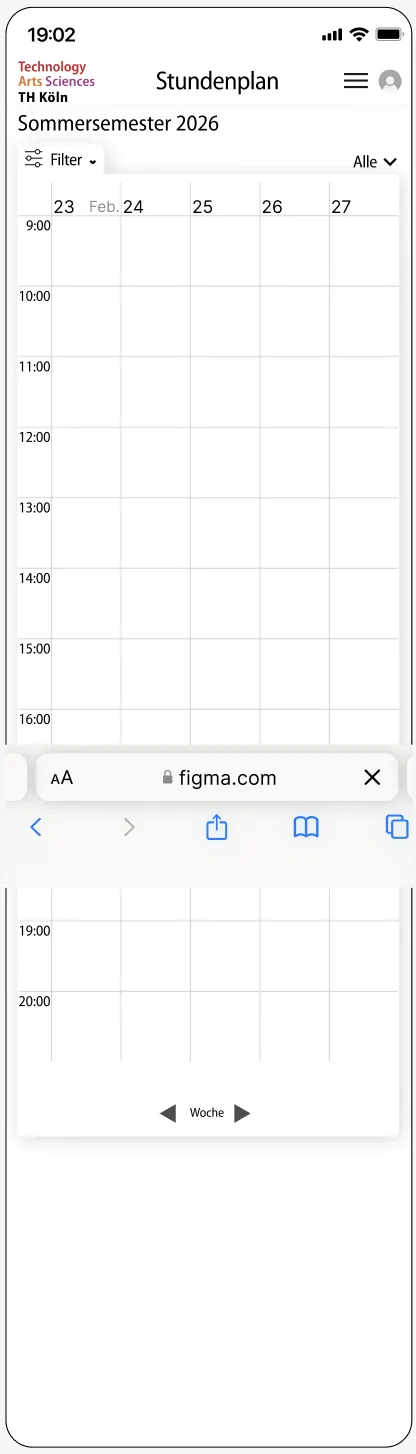 19:02
Technology
Arts Sciences
TH Köln
Stundenplan
Sommersemester 2026
Filter
Alle
23 Feb. 24 25 26 27
9:00
10:00
11:00
12:00
13:00
14:00
15:00
16:00
AA figma.com
19:00
20:00
Woche